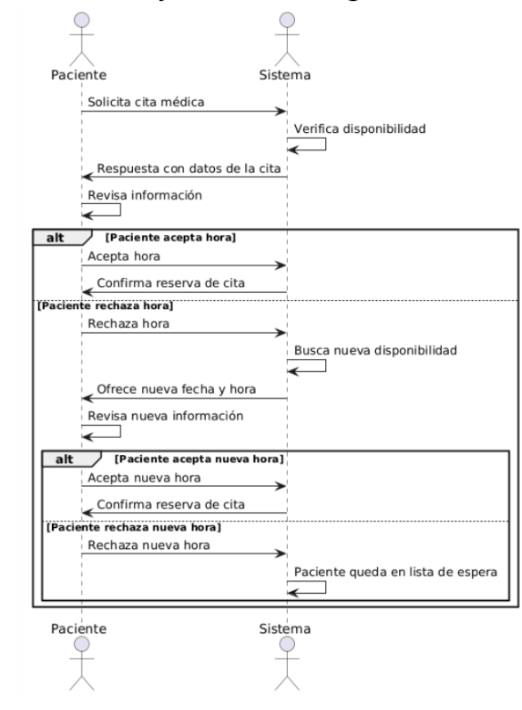 Paciente Sistema
Solicita cita médica
Verifica disponibilidad
Respuesta con datos de la cita
Revisa información
alt [Paciente acepta hora]
Acepta hora
Confirma reserva de cita
[Paciente rechaza hora]
Rechaza hora
Busca nueva disponibilidad
Ofrece nueva fecha y hora
Revisa nueva información
alt [Paciente acepta nueva hora]
Acepta nueva hora
Confirma reserva de cita
[Paciente rechaza nueva hora]
Rechaza nueva hora
Paciente queda en lista de espera
Paciente Sistema